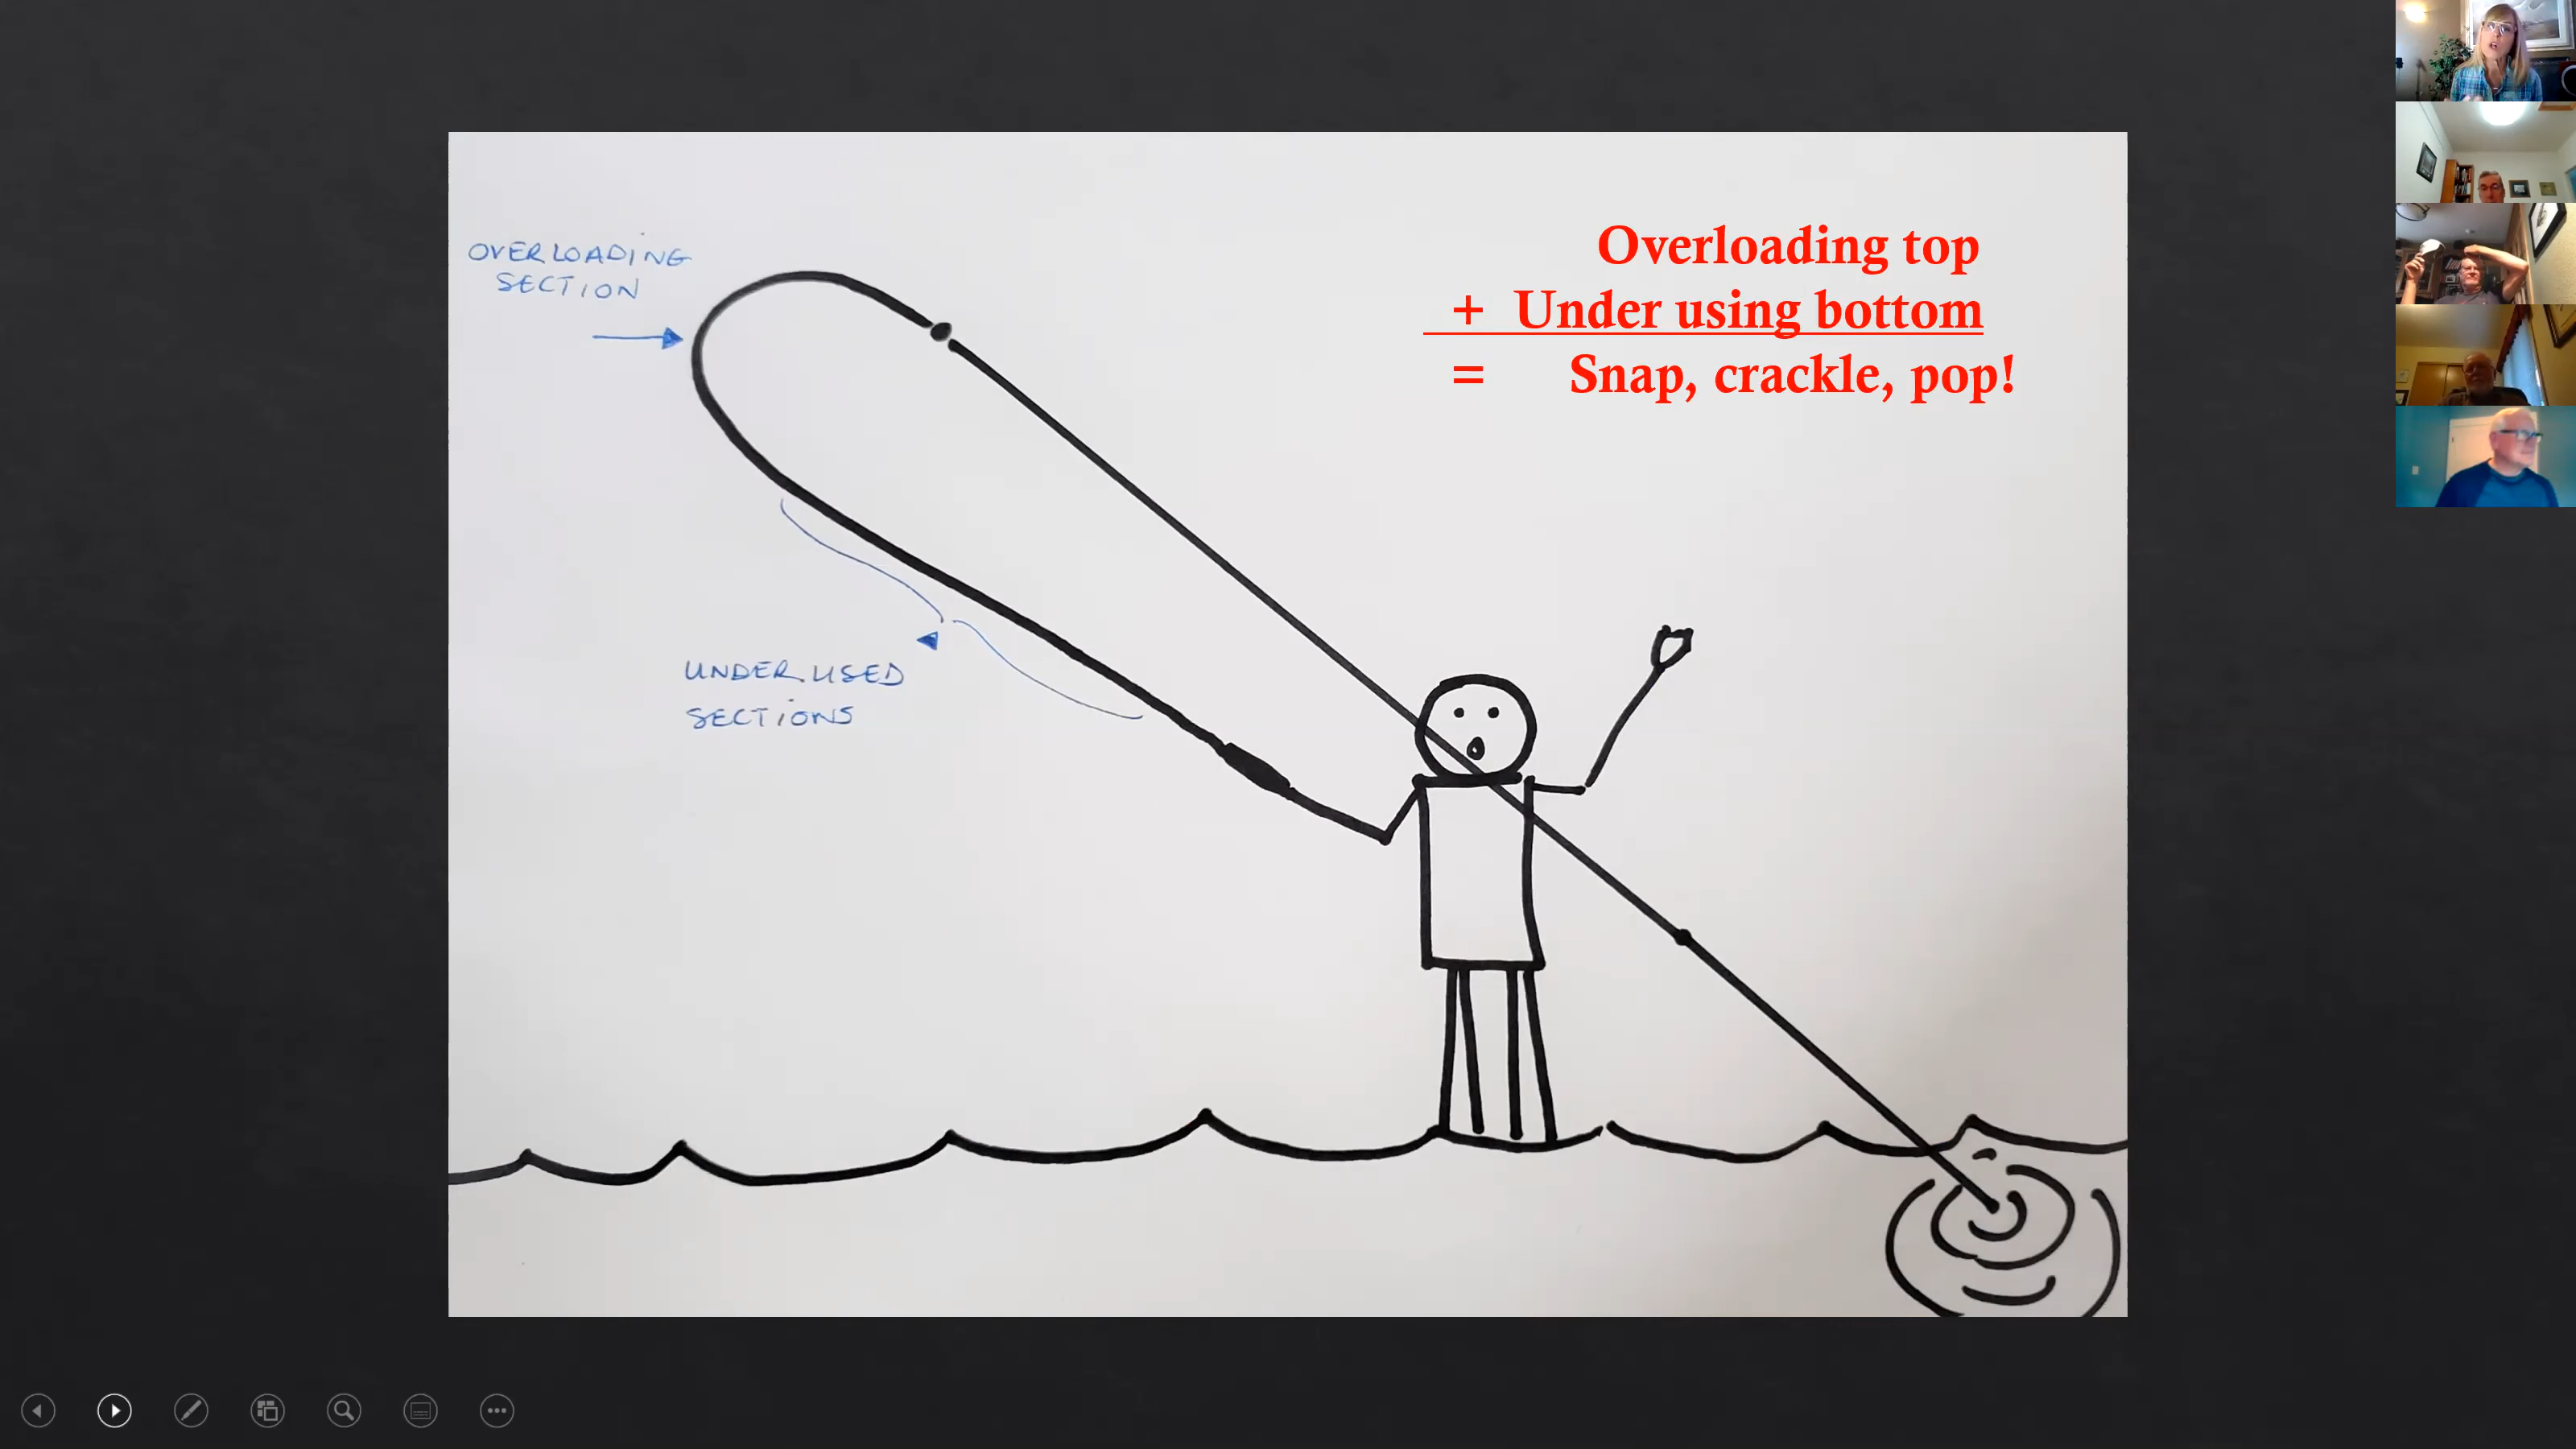 OVERLOADING
SECTION
UNDER USED
SECTIONS
Overloading top
+ Under using bottom
= Snap, crackle, pop!